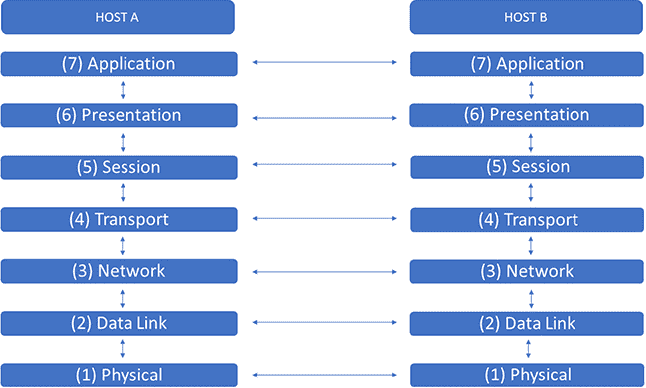 HOST A
HOST B
(7) Application
(7) Application
(6) Presentation
(6) Presentation
(5) Session
(5) Session
(4) Transport
(4) Transport
(3) Network
(3) Network
(2) Data Link
(2) Data Link
(1) Physical
(1) Physical